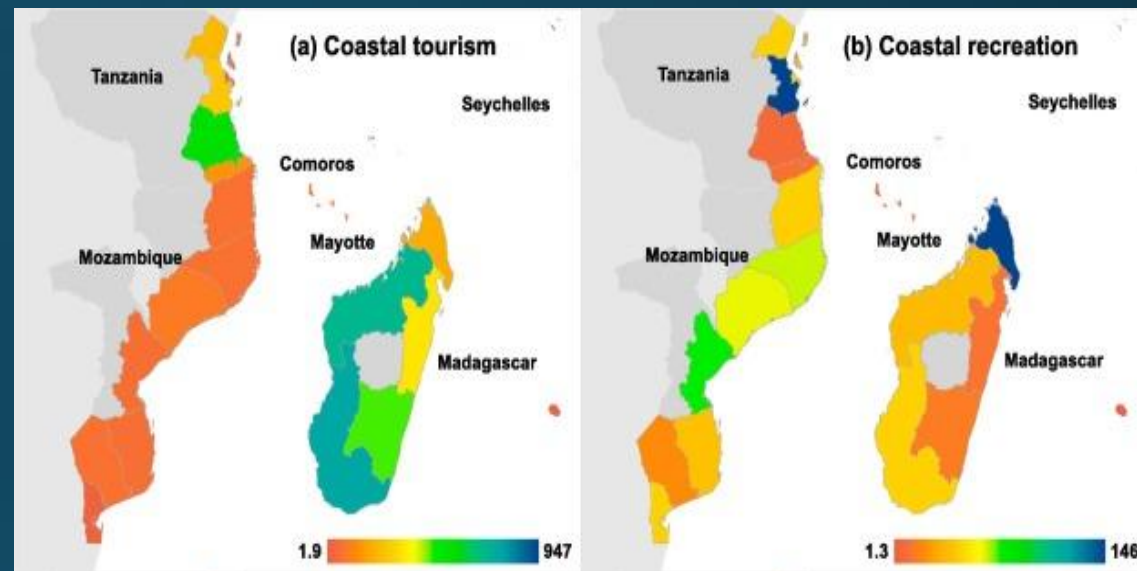 (a) Coastal tourism
Tanzania
Seychelles
Comoros
Mayotte
Mozambique
Madagascar
1.9
947
(b) Coastal recreation
Tanzania
Seychelles
Comoros
Mayotte
Mozambique
Madagascar
1.3
146